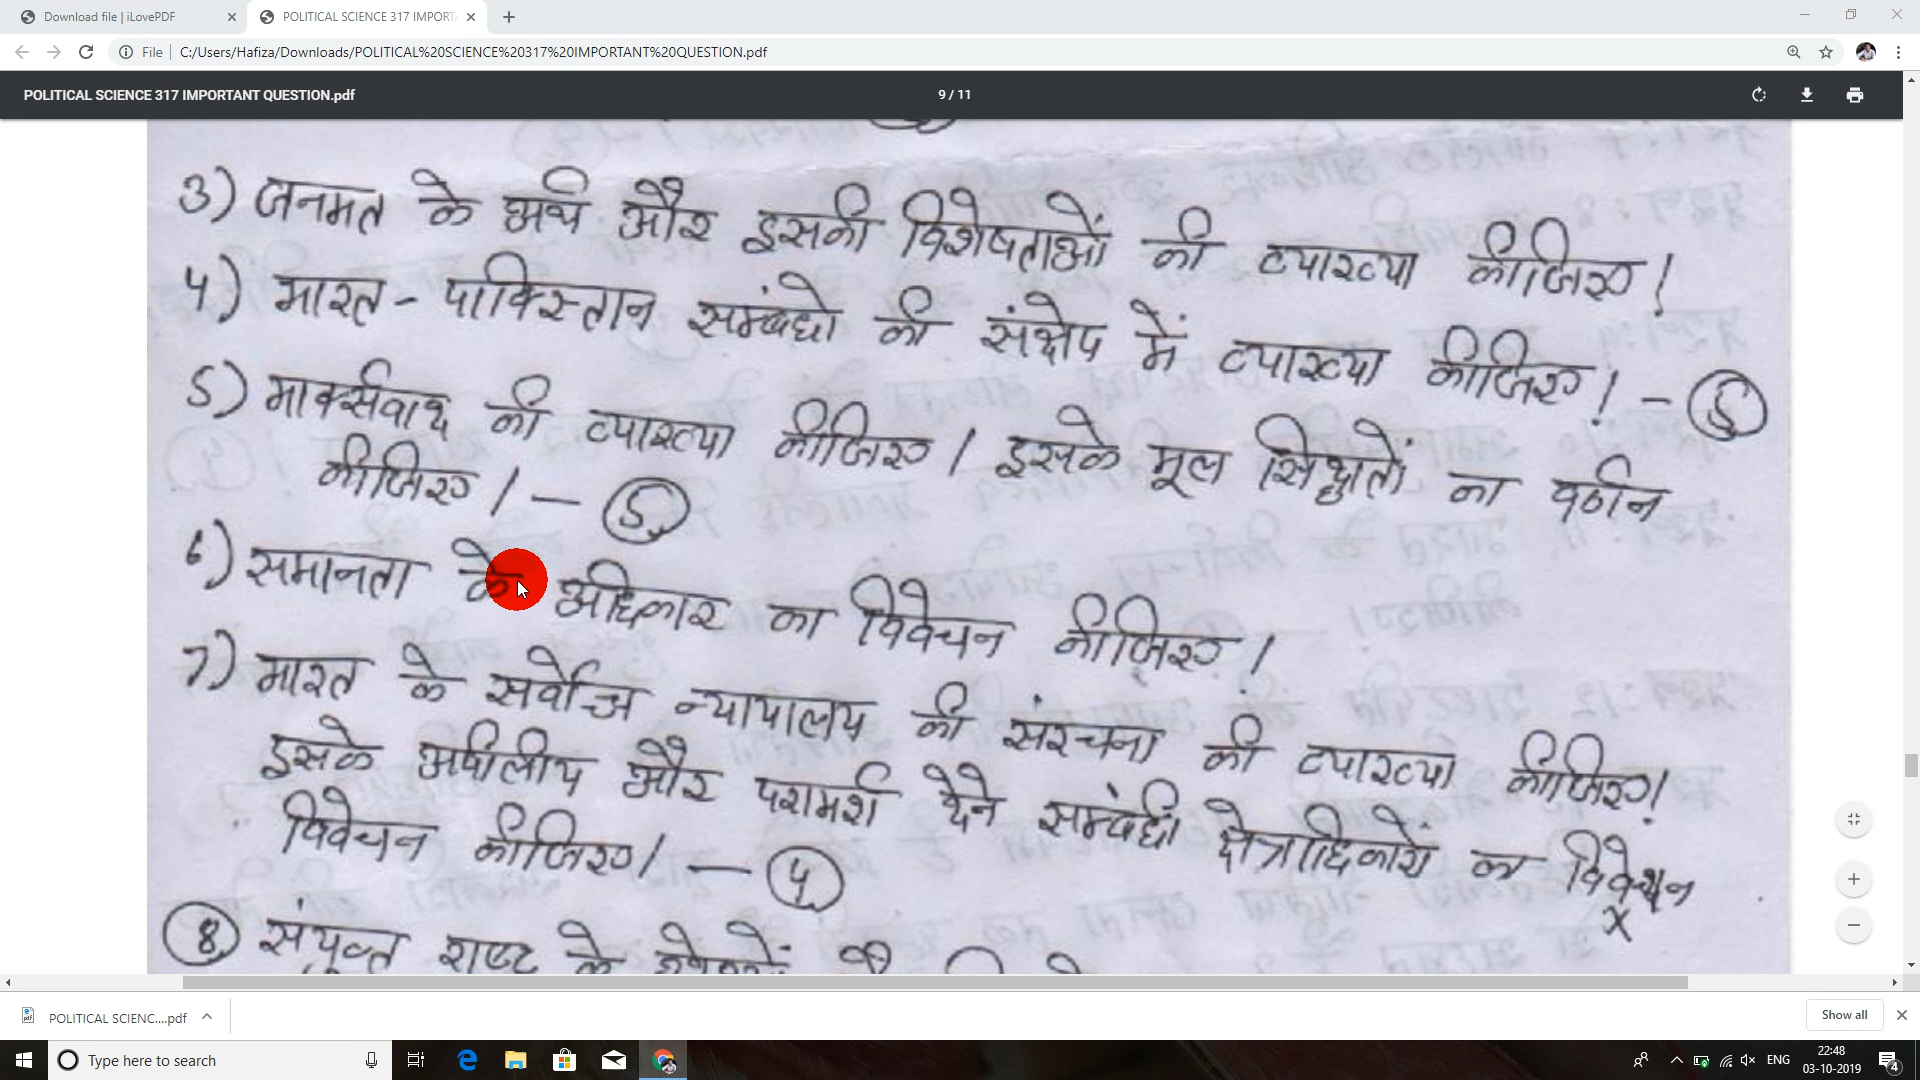 Download file | iLovePDF
POLITICAL SCIENCE 317 IMPORT
File | C:/Users/Hafiza/Downloads/POLITICAL%20SCIENCE%20317%20IMPORTANT%20QUESTION.pdf
POLITICAL SCIENCE 317 IMPORTANT QUESTION.pdf 9 / 11
3) जनमत के अर्थ और इसकी विशेषताओं की व्याख्या कीजिए।
4) भारत - पाकिस्तान सम्बंधो की संक्षेप में व्याख्या कीजिए। - 5
5) मार्क्सवाद की व्याख्या कीजिए। इसके मूल सिद्धांतों का वर्णन
कीजिए। - 5
6) समानता के अधिकार का विवेचन कीजिए।
7) भारत के सर्वोच्च न्यायालय की संरचना की व्याख्या कीजिए।
इसके अपीलीय और परामर्श देने सम्बंधी क्षेत्राधिकारों का विवेचन
x
विवेचन कीजिए। - 4
8 संयुक्त राष्ट्र के
POLITICAL SCIENC....pdf
Show all
Type here to search
ENG
22:48
03-10-2019
4